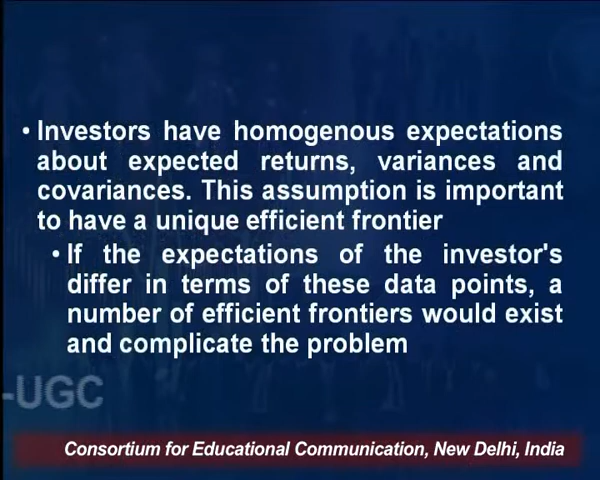 • Investors have homogenous expectations
about expected returns, variances and
covariances. This assumption is important
to have a unique efficient frontier
• If the expectations of the investor's
differ in terms of these data points, a
number of efficient frontiers would exist
and complicate the problem
-UGC
Consortium for Educational Communication, New Delhi, India